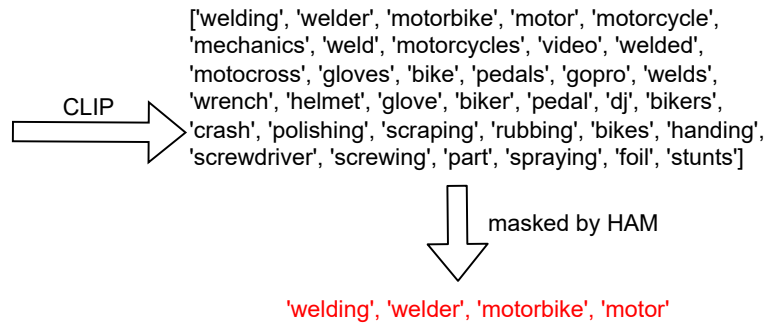 ['welding', 'welder', 'motorbike', 'motor', 'motorcycle',
'mechanics', 'weld', 'motorcycles', 'video', 'welded',
'motocross', 'gloves', 'bike', 'pedals', 'gopro', 'welds',
'wrench', 'helmet', 'glove', 'biker', 'pedal', 'dj', 'bikers',
'crash', 'polishing', 'scraping', 'rubbing', 'bikes', 'handing',
'screwdriver', 'screwing', 'part', 'spraying', 'foil', 'stunts']
CLIP
masked by HAM
'welding', 'welder', 'motorbike', 'motor'